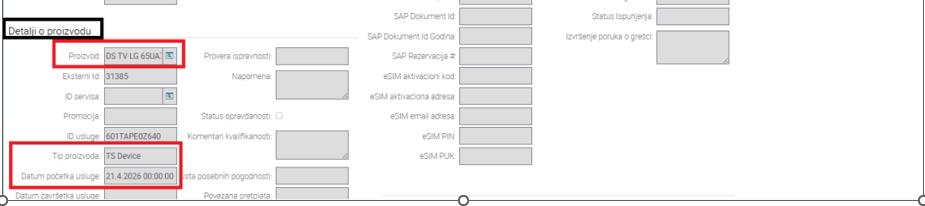 SAP Dokument Id:
Status Ispunjenja:
Detalji o proizvodu
SAP Dokument Id Godina:
Izvršenje poruka o grešci:
Proizvod: DS TV LG 65UA7
Provera ispravnosti:
SAP Rezervacija #:
Eksterni Id: 31385
Napomena:
eSIM aktivacioni kod:
ID servisa:
eSIM aktivaciona adresa:
Promocija:
Status opravdanosti:
eSIM email adresa:
ID usluge: 601TAPE0Z640
Komentari kvalifikanosti:
eSIM PIN:
Tip proizvoda: TS Device
eSIM PUK:
Datum početka usluge: 21.4.2026 00:00:00
ista posebnih pogodnosti:
Datum završetka usluge
Povezana pretplata